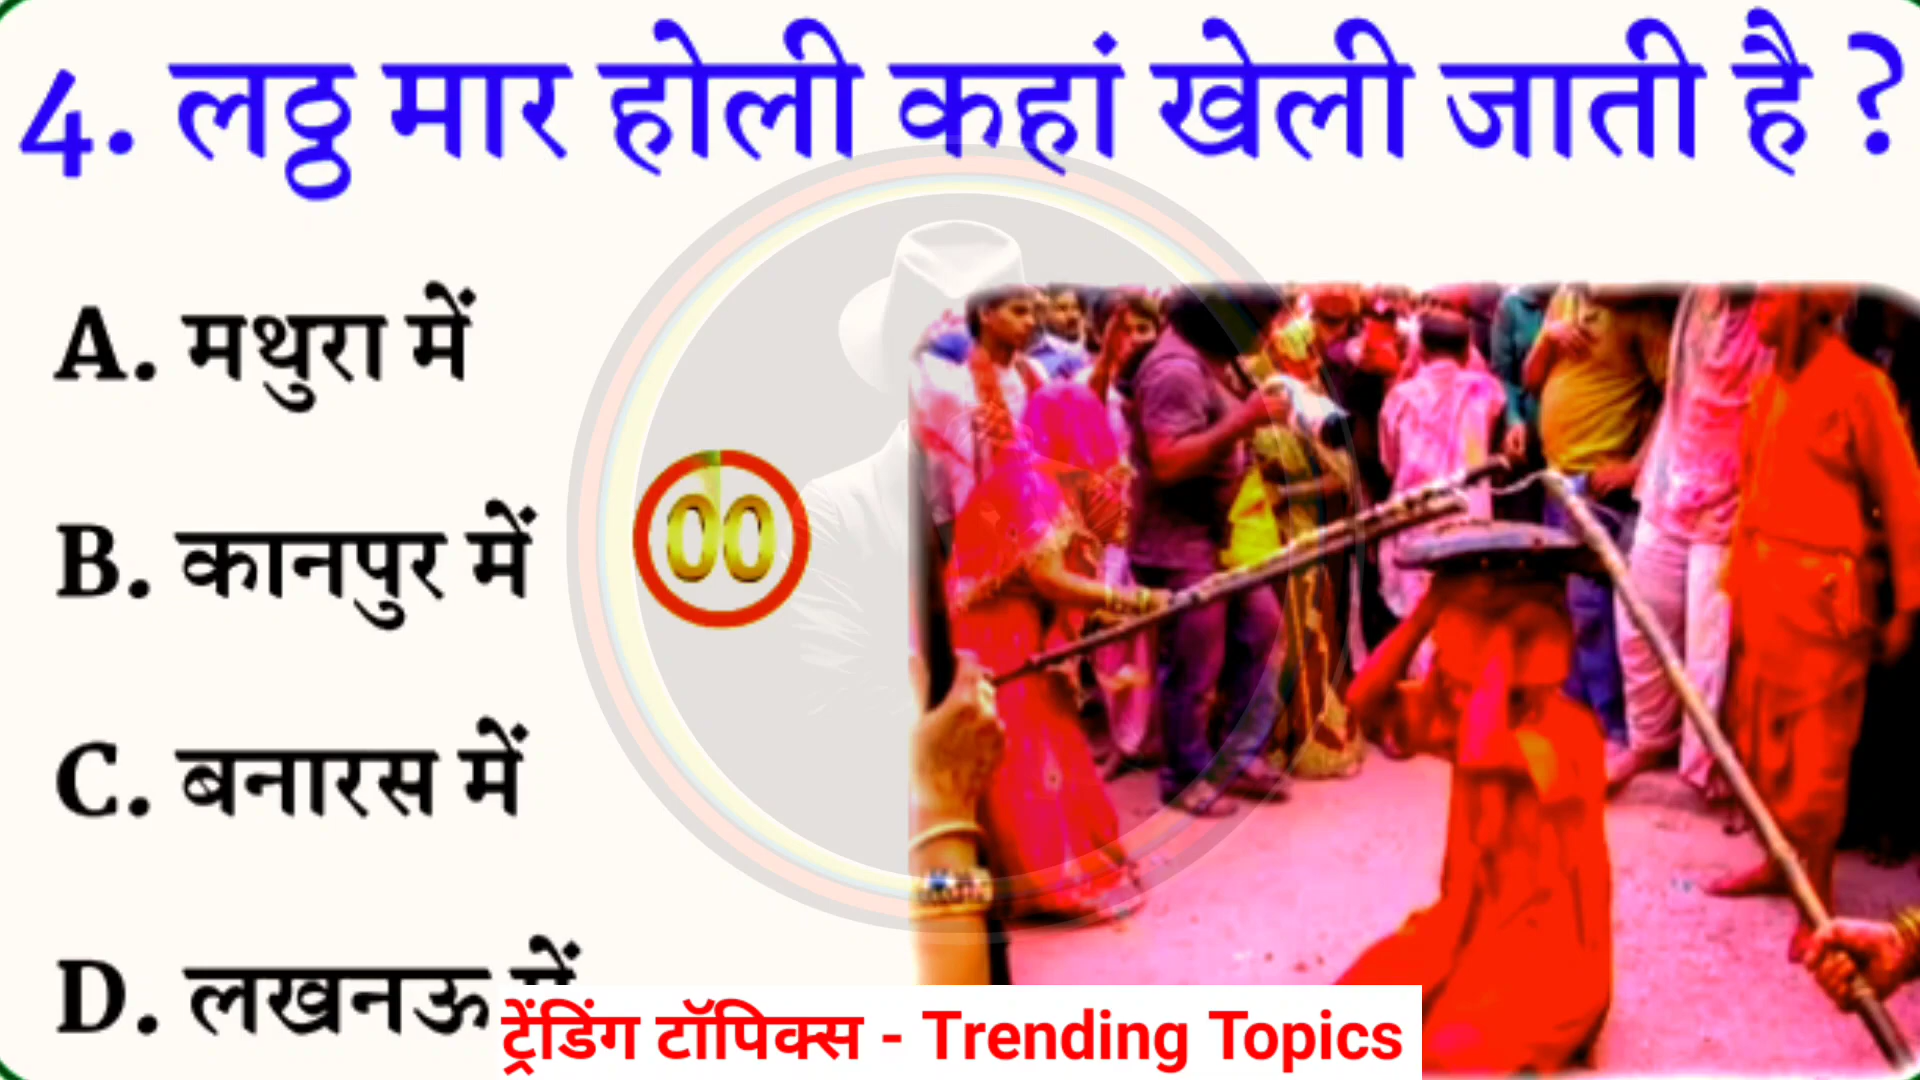 4. लठ्ठ मार होली कहां खेली जाती है ?
A. मथुरा में
B. कानपुर में
00
C. बनारस में
D. लखनऊ में
ट्रेंडिंग टॉपिक्स - Trending Topics